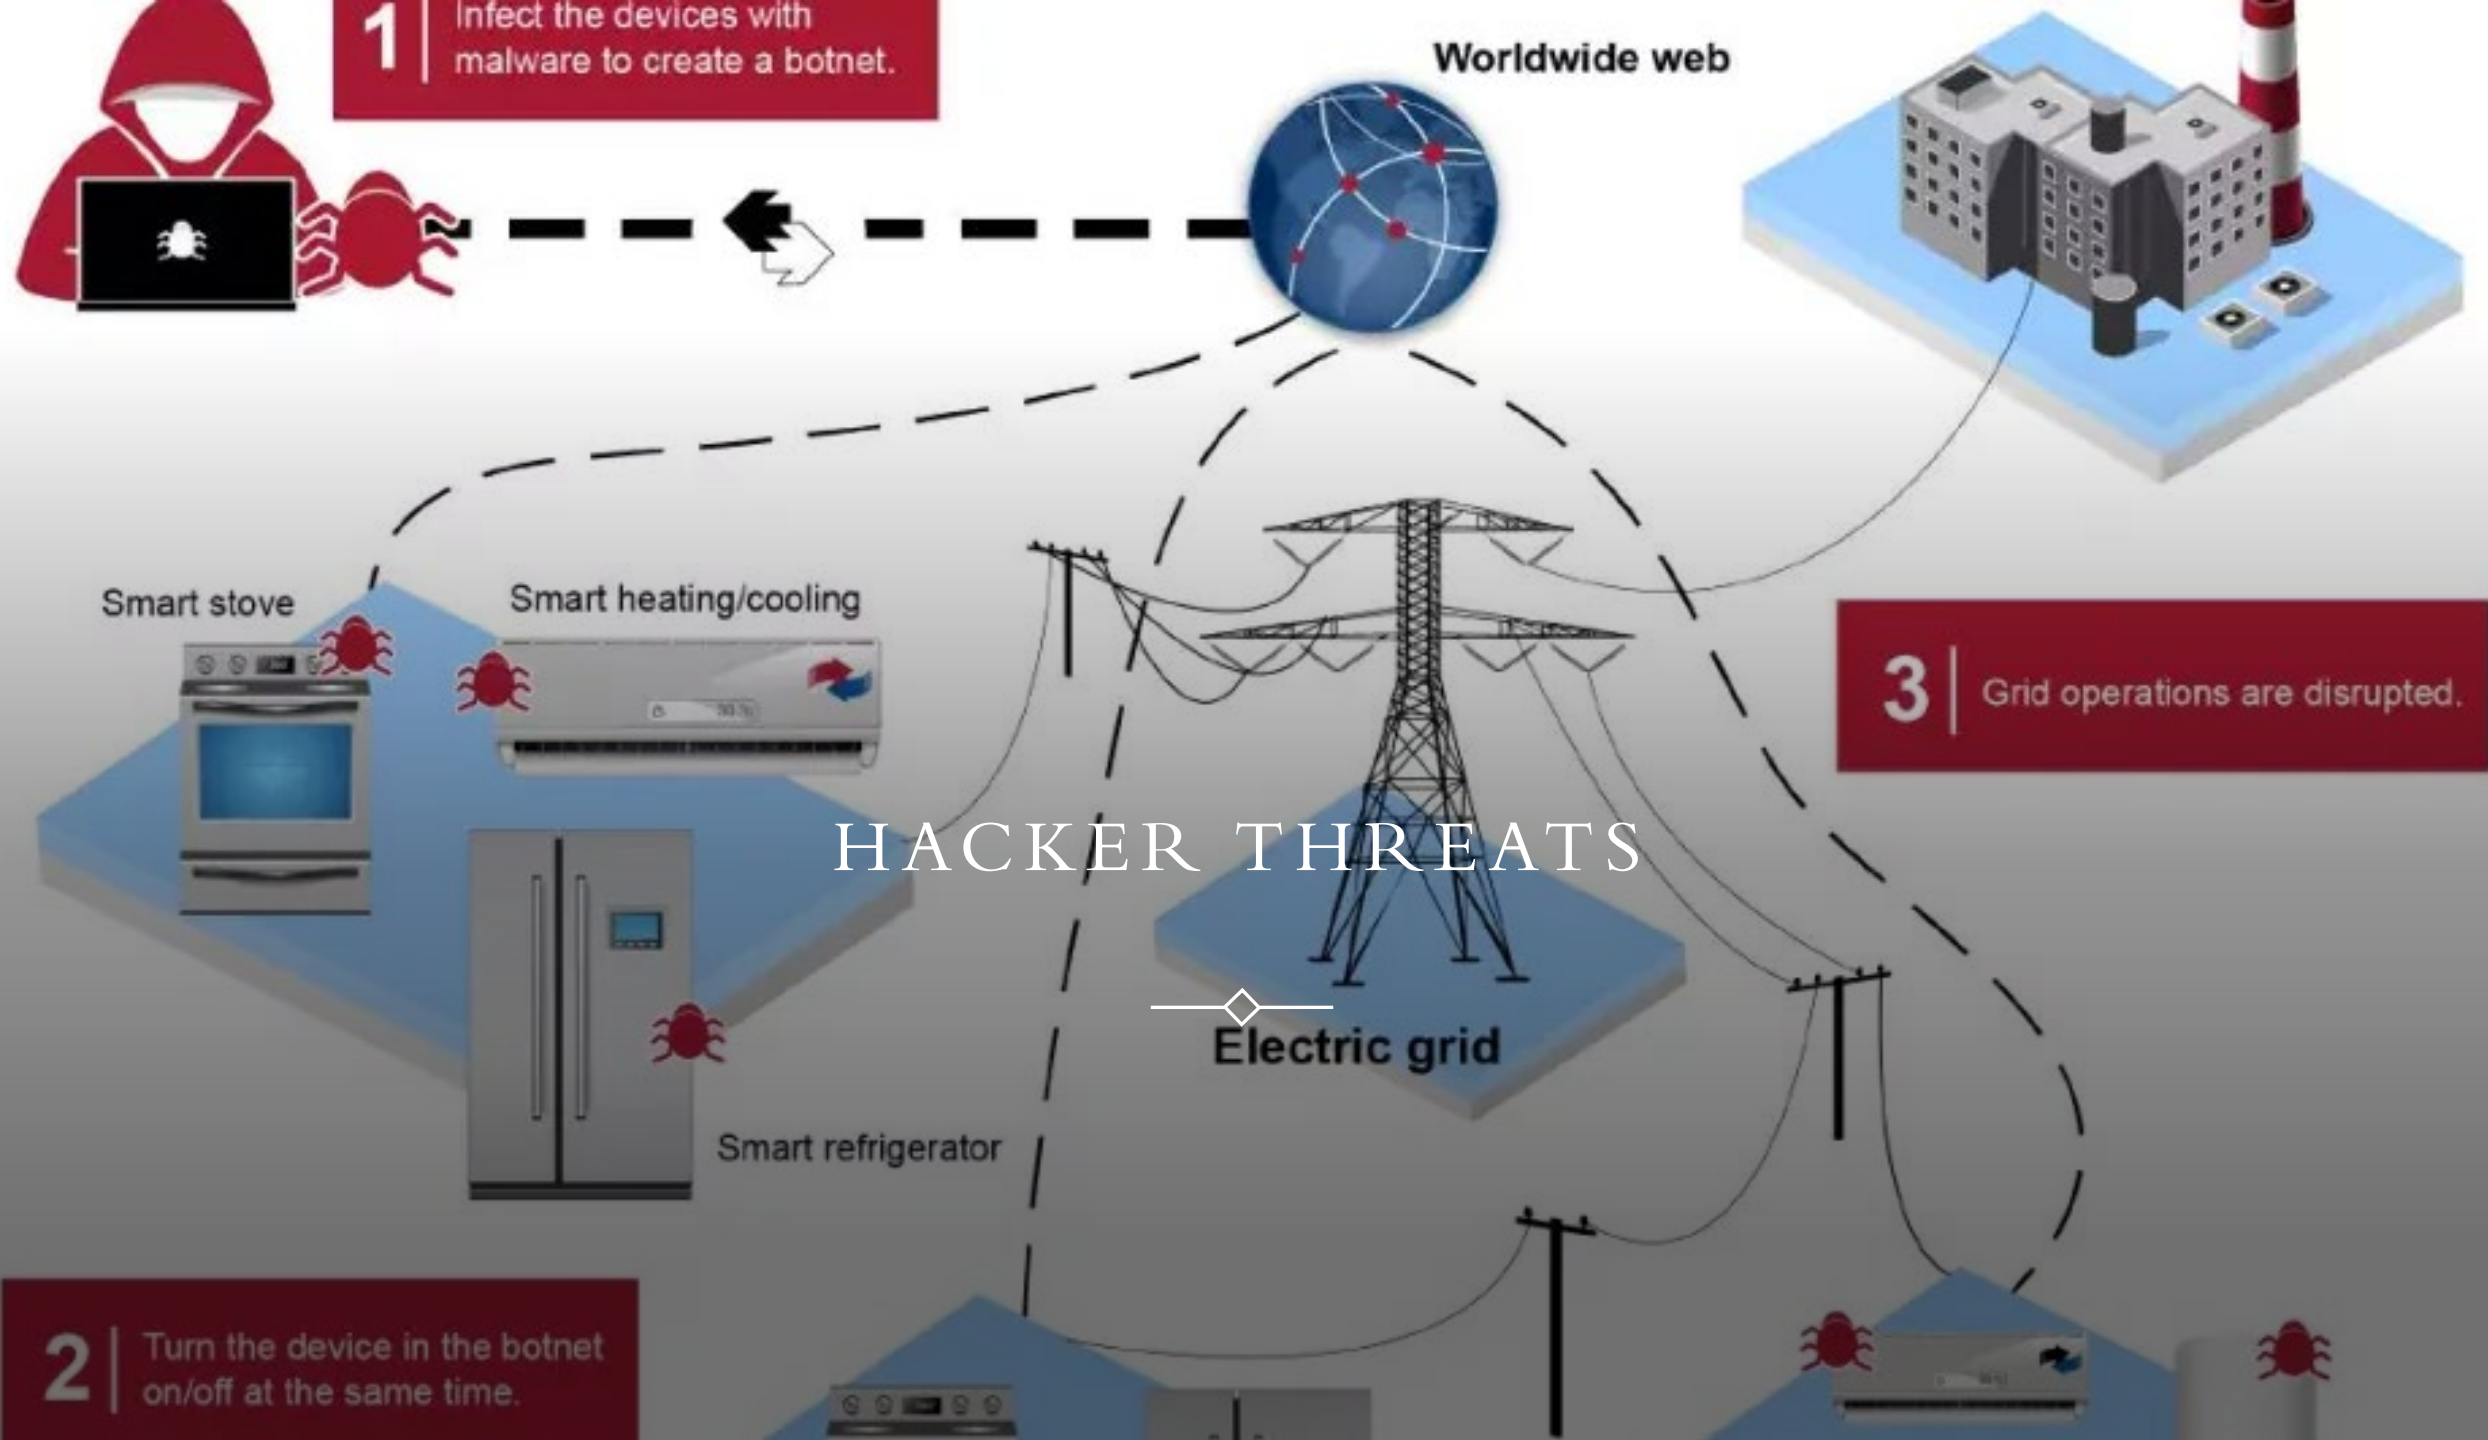 1
Infect the devices with
malware to create a botnet.
Worldwide web
Smart stove
Smart heating/cooling
3
Grid operations are disrupted.
HACKER THREATS
Electric grid
Smart refrigerator
2
Turn the device in the botnet
on/off at the same time.